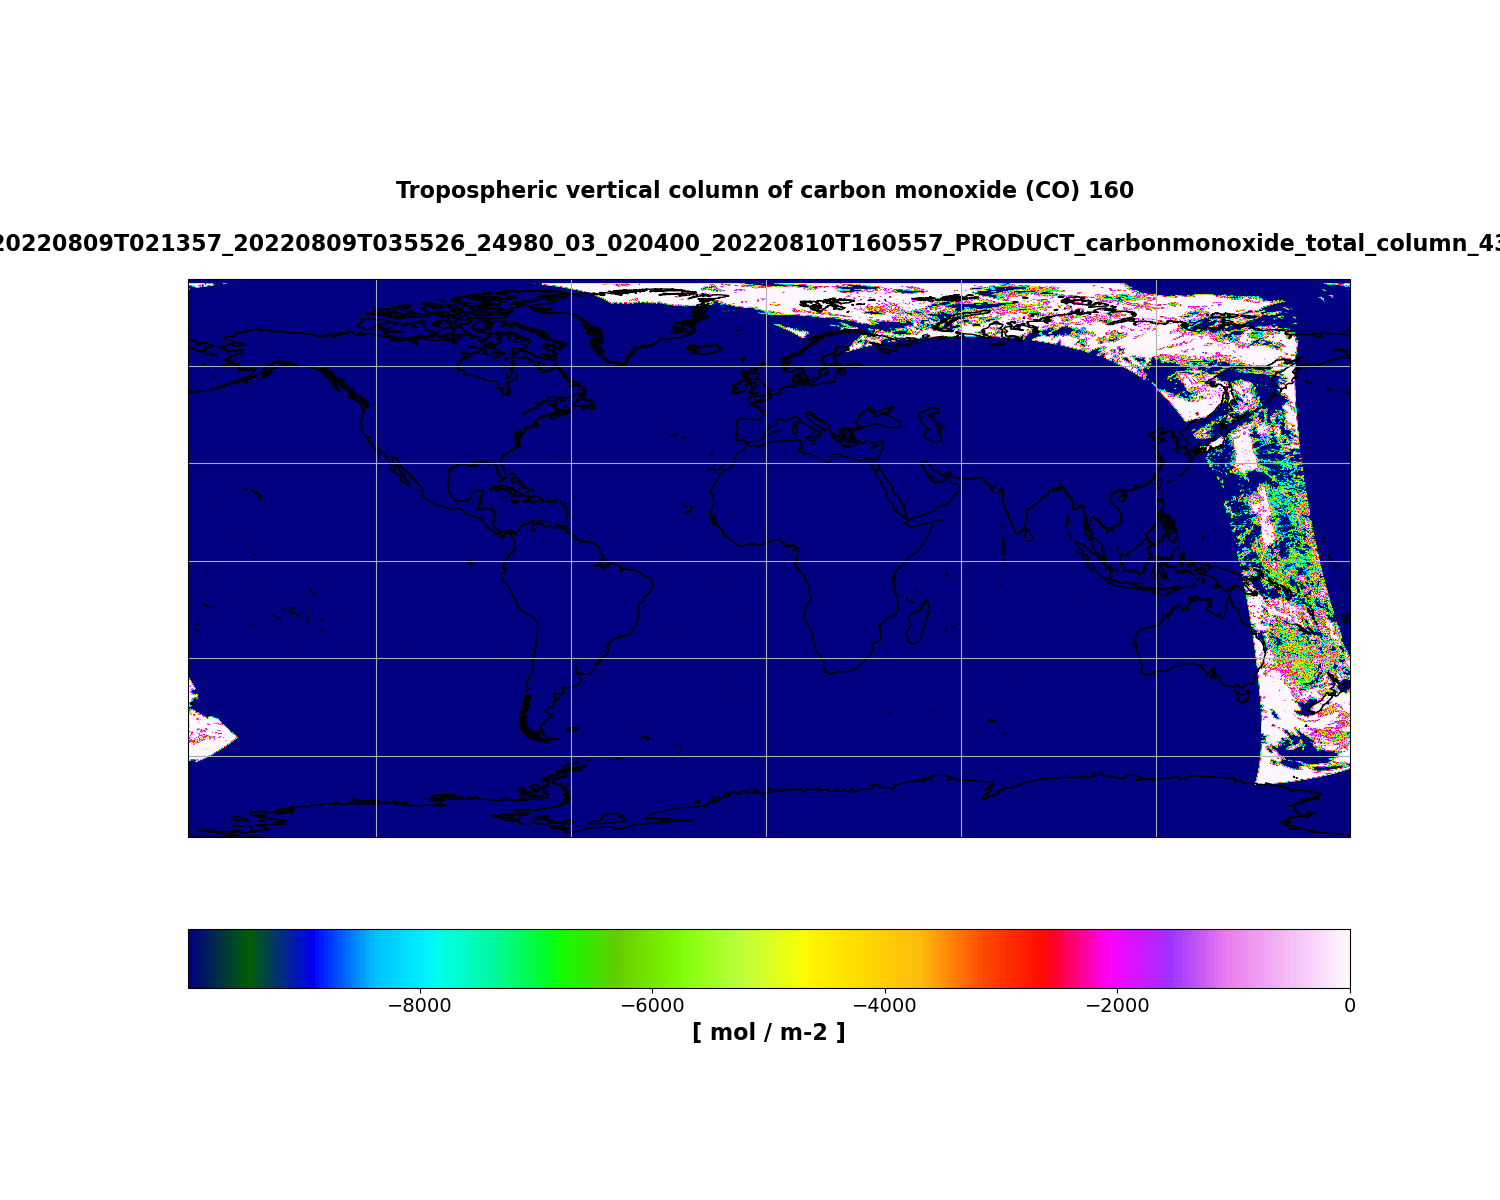 Tropospheric vertical column of carbon monoxide (CO) 160
20220809T021357_20220809T035526_24980_03_020400_20220810T160557_PRODUCT_carbonmonoxide_total_column_43
−8000 −6000 −4000 −2000 0
[ mol / m-2 ]